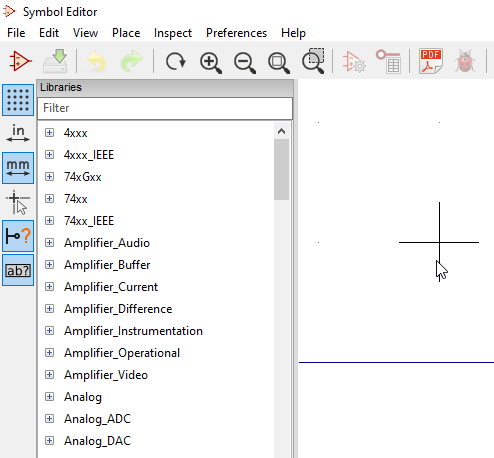 Symbol Editor
File Edit View Place Inspect Preferences Help
PDF
Libraries
Filter
in
mm
ab?
?
4xxx
4xxx_IEEE
74xGxx
74xx
74xx_IEEE
Amplifier_Audio
Amplifier_Buffer
Amplifier_Current
Amplifier_Difference
Amplifier_Instrumentation
Amplifier_Operational
Amplifier_Video
Analog
Analog_ADC
Analog_DAC